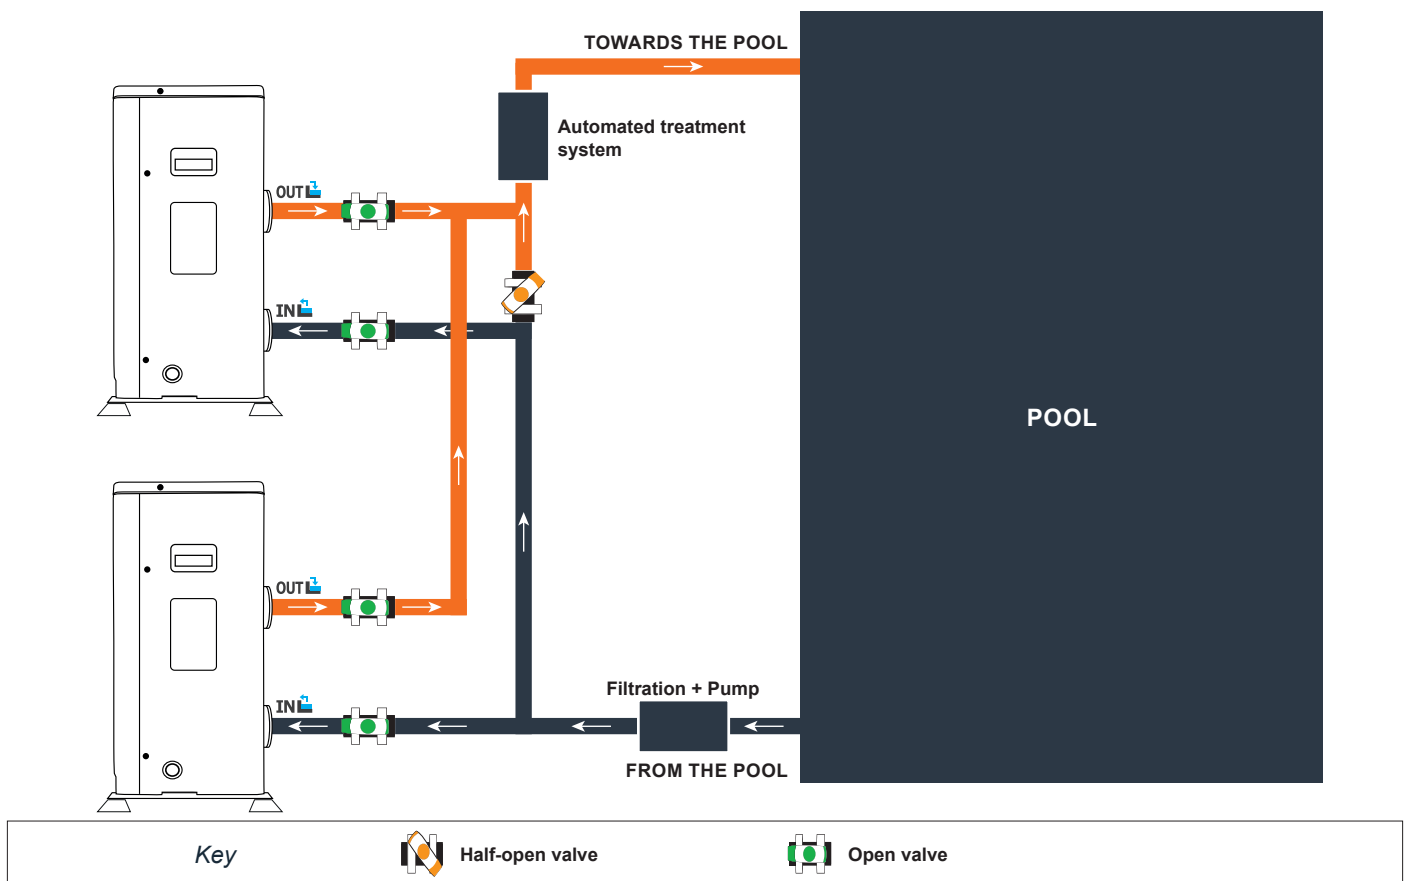 TOWARDS THE POOL
Automated treatment
system
OUT
IN
POOL
OUT
Filtration + Pump
IN
FROM THE POOL
Key
Half-open valve
Open valve